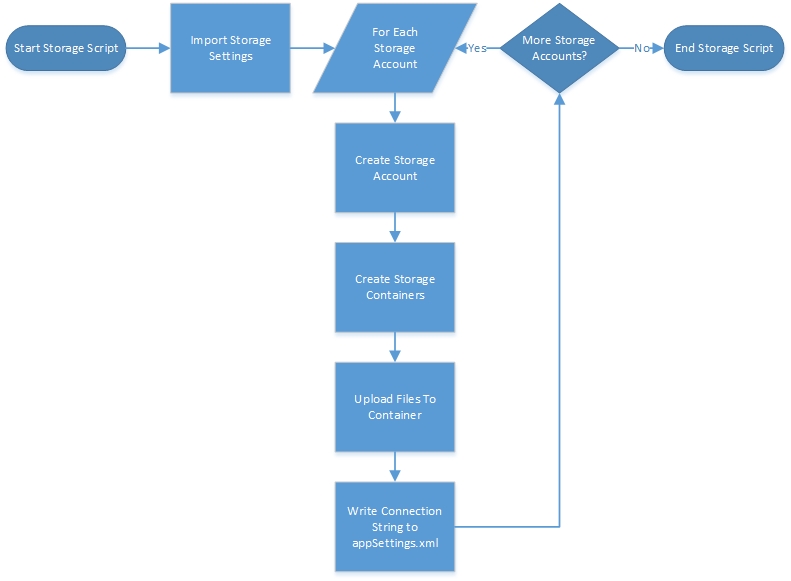 Start Storage Script
Import Storage
Settings
For Each
Storage
Account
Yes
More Storage
Accounts?
No
End Storage Script
Create Storage
Account
Create Storage
Containers
Upload Files To
Container
Write Connection
String to
appSettings.xml